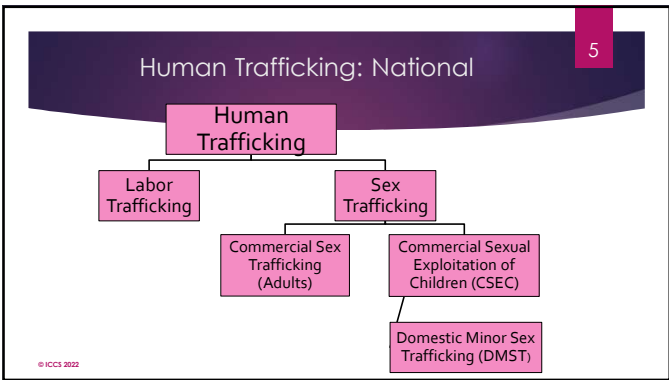 5
Human Trafficking: National
Human
Trafficking
Labor
Trafficking
Sex
Trafficking
Commercial Sex
Trafficking
(Adults)
Commercial Sexual
Exploitation of
Children (CSEC)
Domestic Minor Sex
Trafficking (DMST)
© ICCS 2022